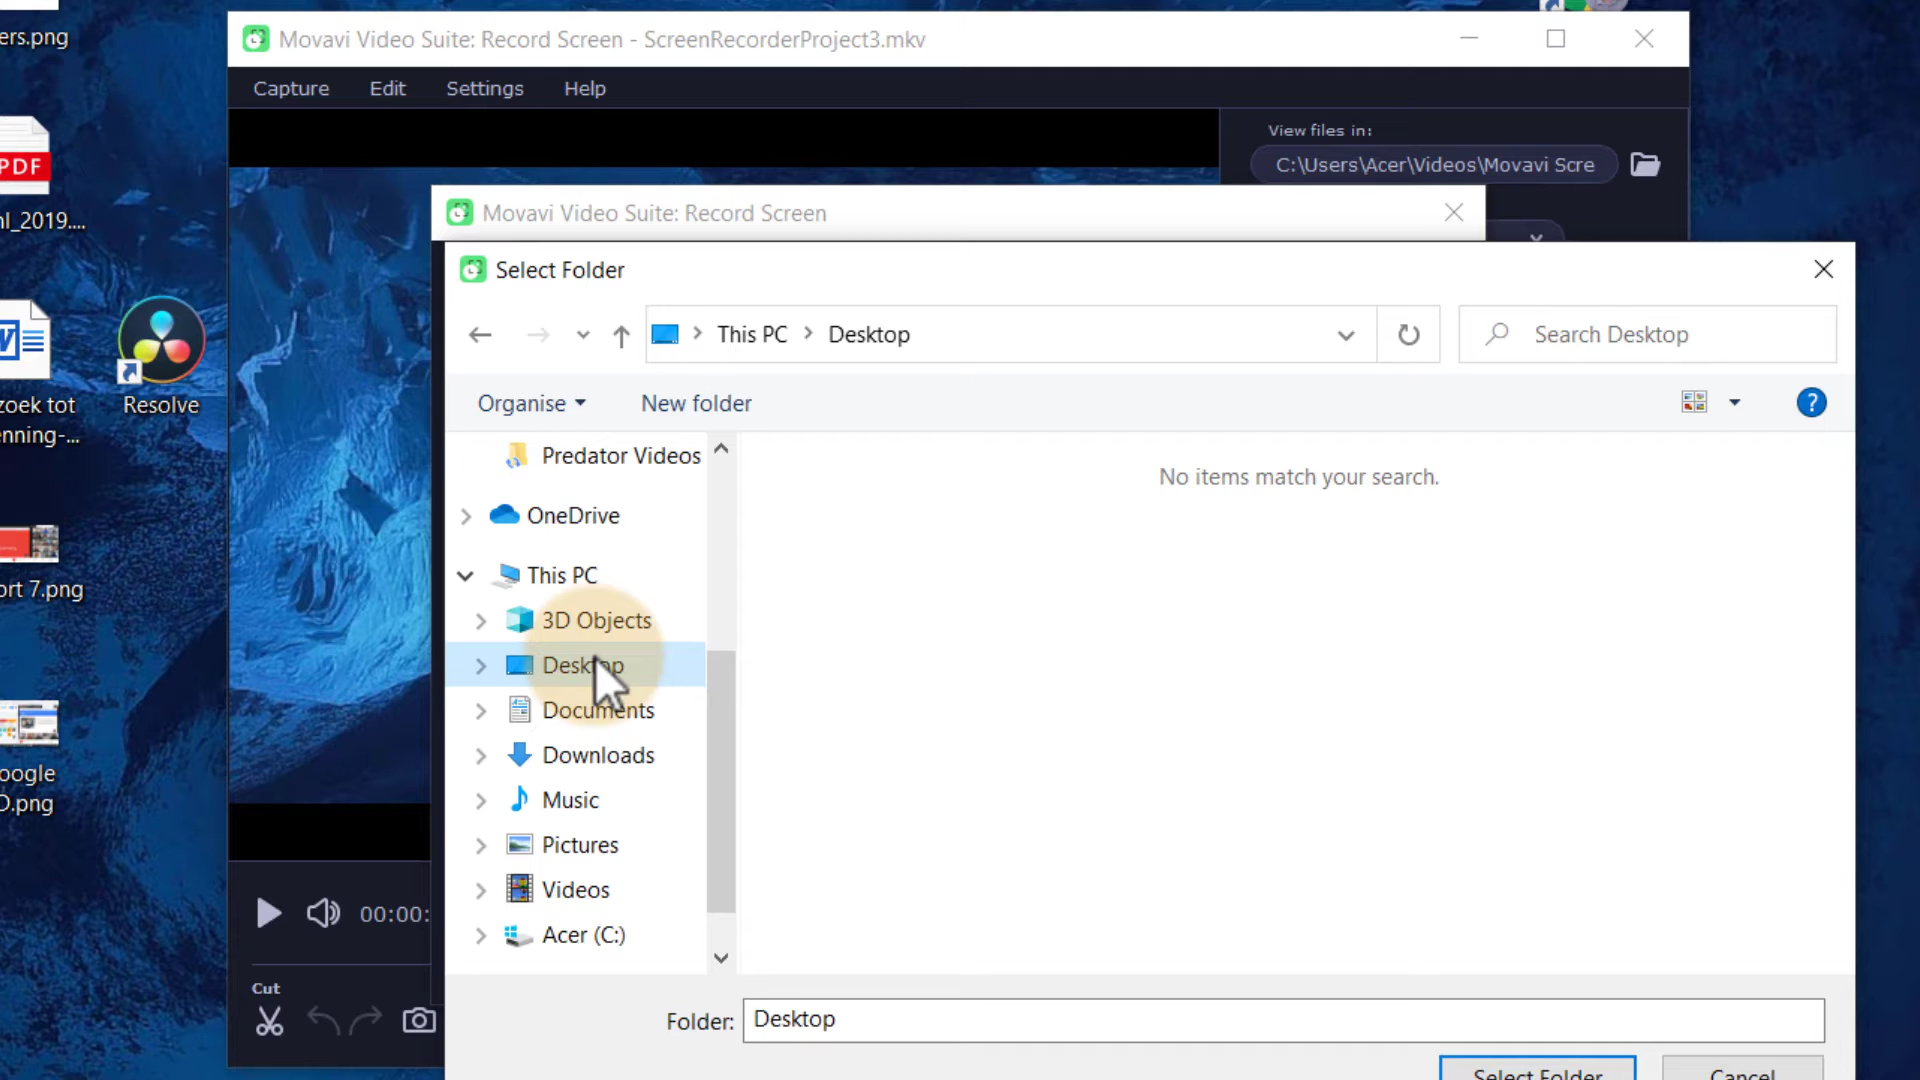 ers.png
Movavi Video Suite: Record Screen - ScreenRecorderProject3.mkv
Capture Edit Settings Help
View files in:
C:\Users\Acer\Videos\Movavi Scre
PDF
nl_2019....
Movavi Video Suite: Record Screen
Select Folder
This PC > Desktop
Search Desktop
Organise New folder
?
W
zoek tot
enning-...
Resolve
No items match your search.
Predator Videos
OneDrive
This PC
3D Objects
Desktop
Documents
Downloads
Music
Pictures
Videos
Acer (C:)
ort 7.png
oogle
O.png
00:00:
Cut
Folder: Desktop
Select Folder Cancel